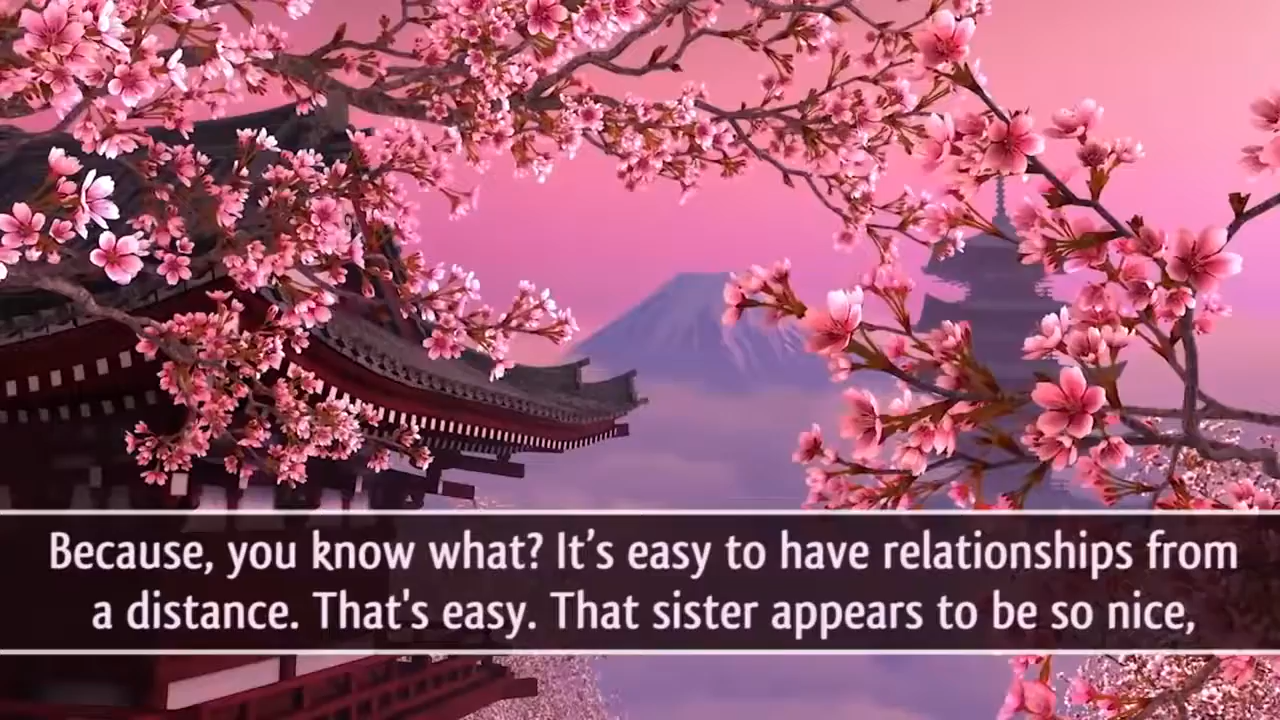 Because, you know what? It’s easy to have relationships from
a distance. That's easy. That sister appears to be so nice,